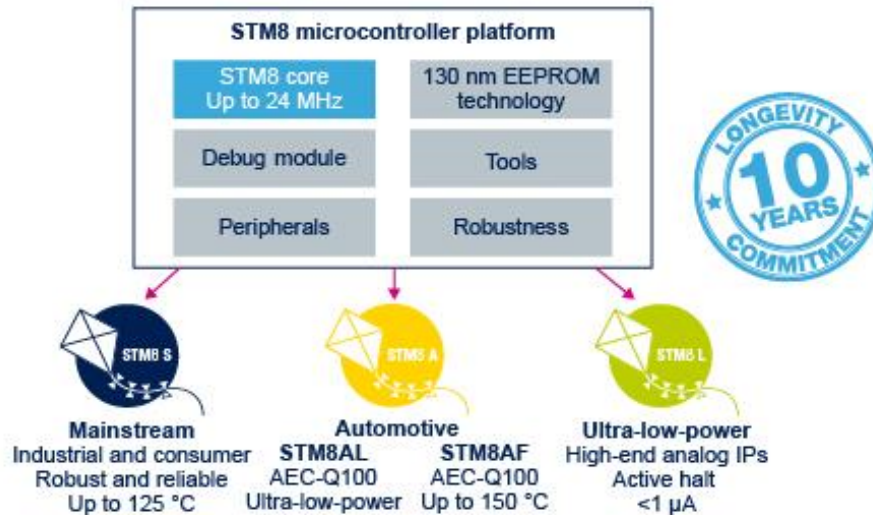 STM8 microcontroller platform
STM8 core
Up to 24 MHz
130 nm EEPROM
technology
Debug module
Tools
Peripherals
Robustness
LONGEVITY
10
YEARS
COMMITMENT
STM8 S
STM8 A
STM8 L
Mainstream
Industrial and consumer
Robust and reliable
Up to 125 °C
Automotive
STM8AL
AEC-Q100
Ultra-low-power
STM8AF
AEC-Q100
Up to 150 °C
Ultra-low-power
High-end analog IPs
Active halt
<1 µA